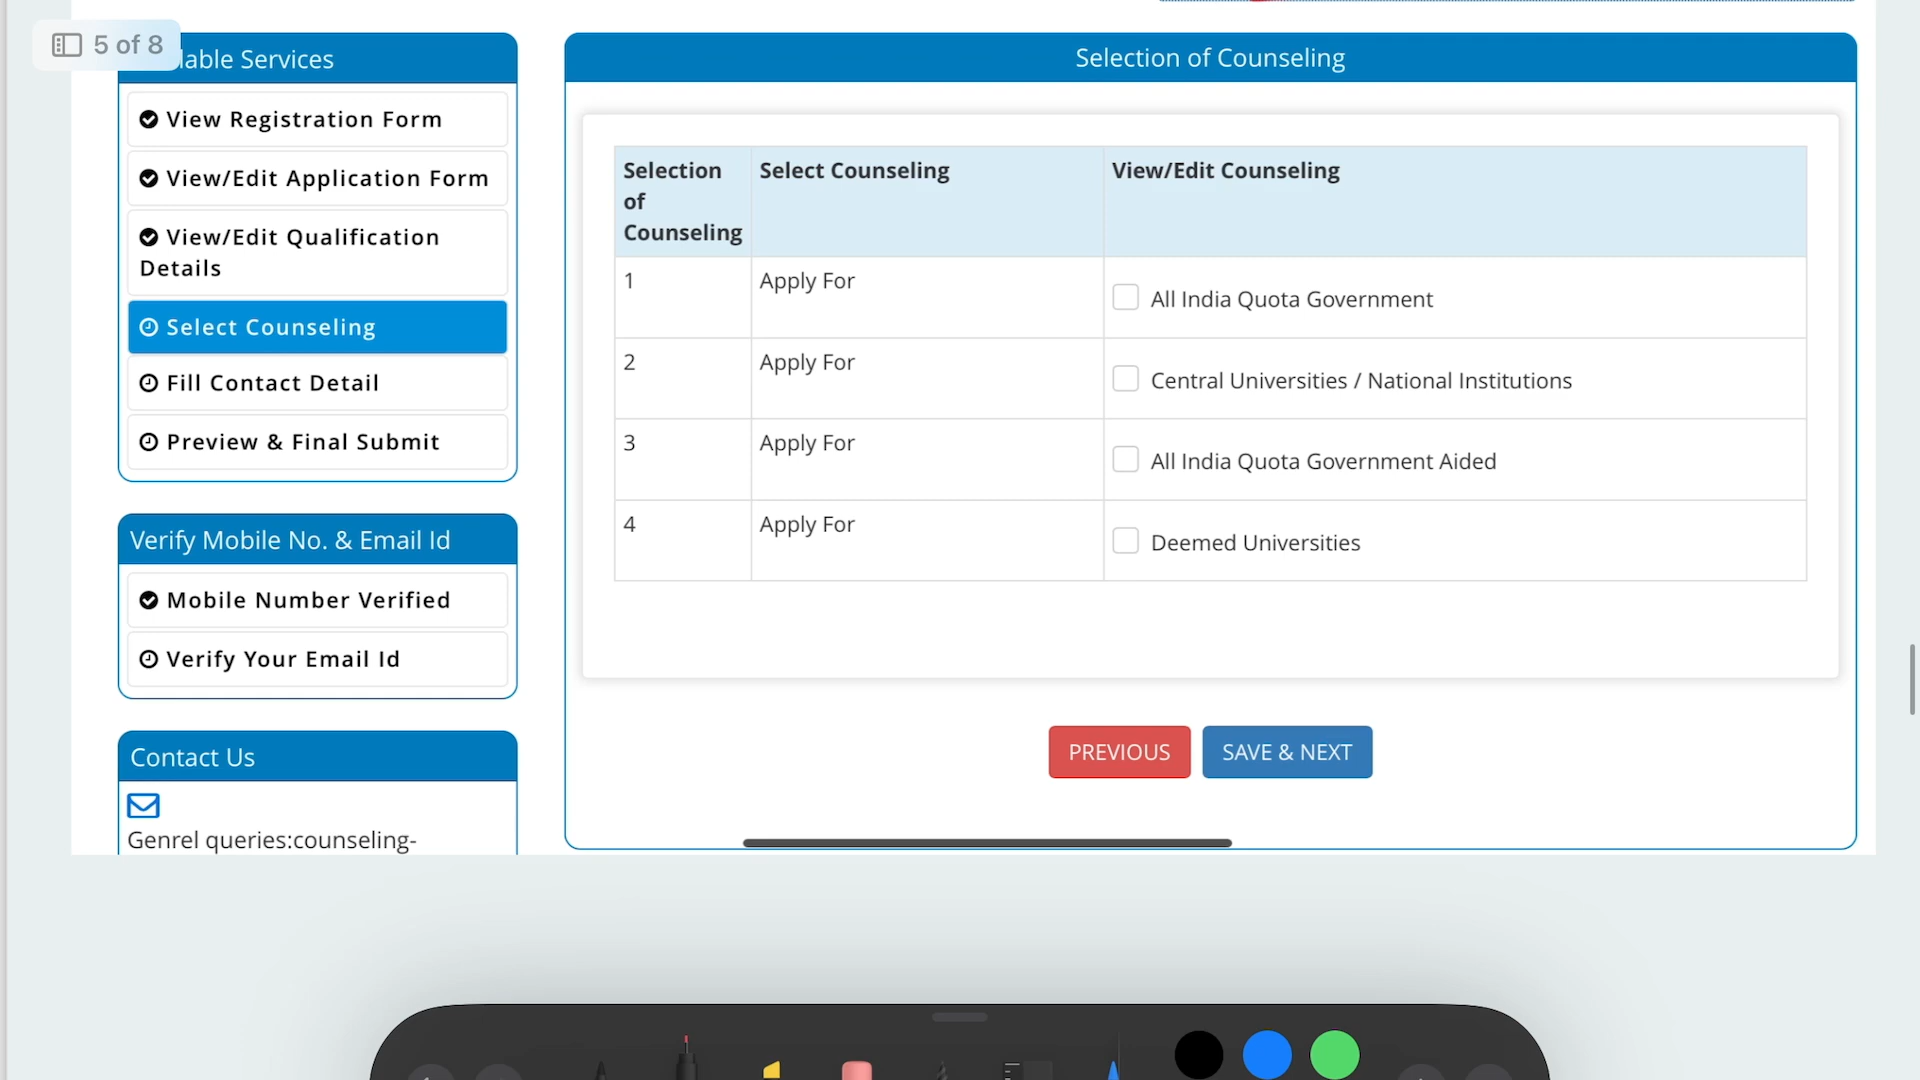 5 of 8
lable Services
View Registration Form
View/Edit Application Form
View/Edit Qualification
Details
Select Counseling
Fill Contact Detail
Preview & Final Submit
Verify Mobile No. & Email Id
Mobile Number Verified
Verify Your Email Id
Contact Us
Genrel queries:counseling-
Selection of Counseling
Selection
of
Counseling
Select Counseling
View/Edit Counseling
1
Apply For
All India Quota Government
2
Apply For
Central Universities / National Institutions
3
Apply For
All India Quota Government Aided
4
Apply For
Deemed Universities
PREVIOUS
SAVE & NEXT